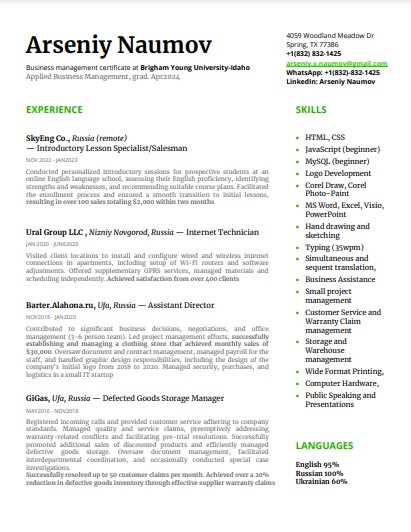 Arseniy Naumov
Business management certificate at Brigham Young University-Idaho
Applied Business Management, grad. Apr2024
4059 Woodland Meadow Dr
Spring, TX 77386
+1(832) 832-1425
arseniy.v.naumov@gmail.com
WhatsApp: +1(832)-832-1425
LinkedIn: Arseniy Naumov
EXPERIENCE
SkyEng Co., Russia (remote)
— Introductory Lesson Specialist/Salesman
NOV 2022 - JAN2023
Conducted personalized introductory sessions for prospective students at an
online English language school, assessing their English proficiency, identifying
strengths and weaknesses, and recommending suitable course plans. Facilitated
the enrollment process and ensured a smooth transition to initial lessons,
resulting in over 100 sales totaling $2,000 within two months
Ural Group LLC , Nizniy Novgorod, Russia — Internet Technician
JAN 2020 - JUNE2020
Visited client locations to install and configure wired and wireless internet
connections in apartments, including setup of Wi-Fi routers and software
adjustments. Offered supplementary GPRS services, managed materials and
scheduling independently. Achieved satisfaction from over 400 clients
Barter.Alahona.ru, Ufa, Russia — Assistant Director
NOV2018 - JAN2020
Contributed to significant business decisions, negotiations, and office
management (3-6 person team). Led project management efforts, successfully
establishing and managing a clothing store that achieved monthly sales of
$30,000. Oversaw document and contract management, managed payroll for the
staff, and handled graphic design responsibilities, including the design of the
company's initial logo from 2018 to 2020. Managed security, purchases, and
logistics in a small IT startup
GiGas, Ufa, Russia — Defected Goods Storage Manager
MAY2016 - NOV2018
Registered incoming calls and provided customer service adhering to company
standards. Managed quality and service claims, preemptively addressing
warranty-related conflicts and facilitating pre-trial resolutions. Successfully
promoted additional sales of discounted products and efficiently managed
defective goods storage. Oversaw document management, facilitated
interdepartmental coordination, and occasionally conducted special case
investigations.
Successfully resolved up to 50 customer claims per month. Achieved over a 20%
reduction in defective goods inventory through effective supplier warranty claims
SKILLS
HTML, CSS
JavaScript (beginner)
MySQL (beginner)
Logo Development
Corel Draw, Corel
Photo-Paint
MS Word, Excel, Visio,
PowerPoint
Hand drawing and
sketching
Typing (35wpm)
Simultaneous and
sequent translation,
Business Assistance
Small project
management
Customer Service and
Warranty Claim
management
Storage and
Warehouse
management
Wide Format Printing,
Computer Hardware,
Public Speaking and
Presentations
LANGUAGES
English 95%
Russian 100%
Ukrainian 60%